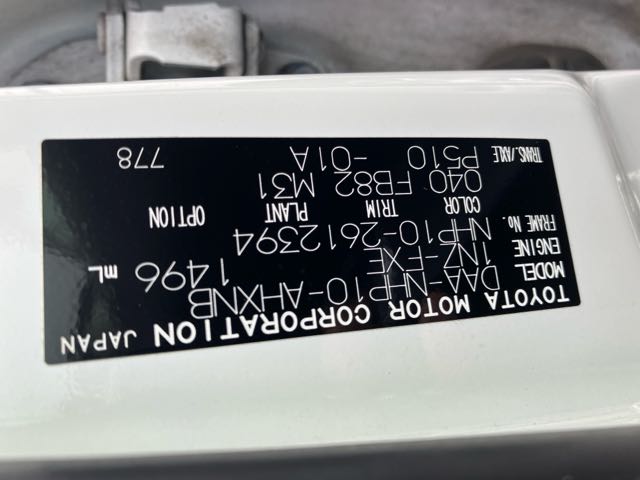 TOYOTA MOTOR CORPORATION JAPAN
MODEL DAA-NHP10-AHXNB
ENGINE 1NZ-FXE 1496 mL
FRAME No. NHP10-2612394
COLOR TRIM PLANT OPTION
040 FB82 M31
TRANS./AXLE P510 -01A
778